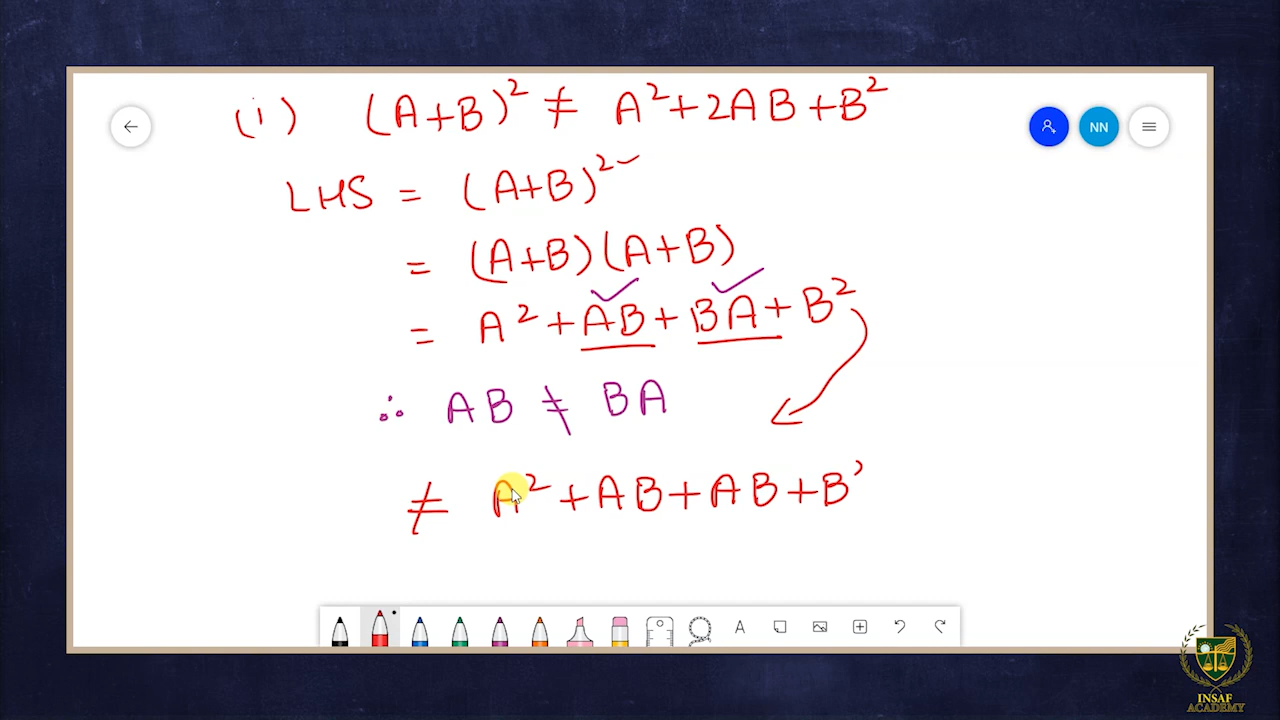 (i) (A+B)² ≠ A²+2AB+B²
LHS = (A+B)²
= (A+B)(A+B)
= A²+AB+BA+B²
∴ AB ≠ BA
≠ A²+AB+AB+B²
NN
A
INSAF
ACADEMY